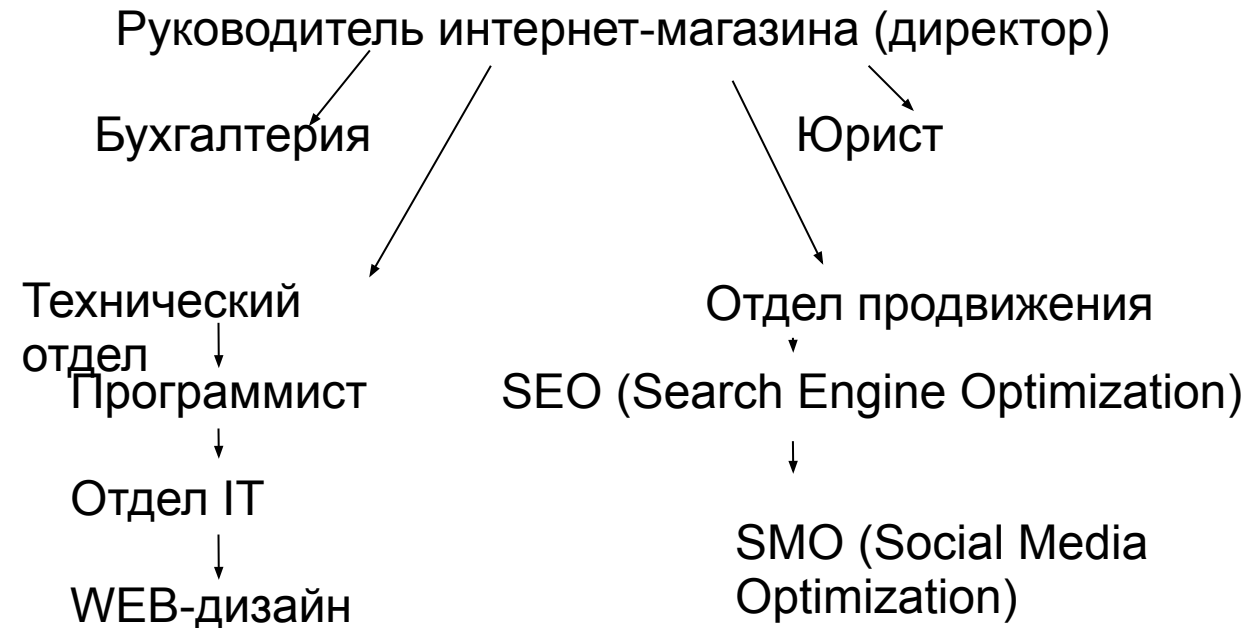 Руководитель интернет-магазина (директор)
Бухгалтерия
Юрист
Технический
отдел
Отдел продвижения
Программист
SEO (Search Engine Optimization)
Отдел IT
SMO (Social Media
Optimization)
WEB-дизайн